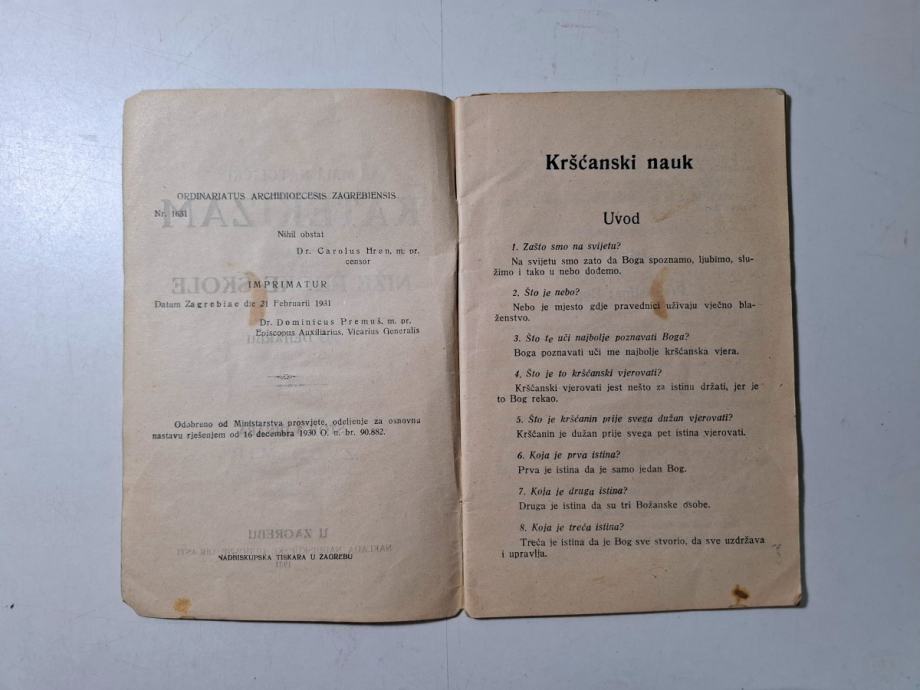 ORDINARIATUS ARCHIDIOECESIS ZAGREBIENSIS
Nr. 1631
Nihil obstat
Dr. Carolus Hren, m. pr.
censor
IMPRIMATUR
Datum Zagrebiae die 21 Februarii 1931
Dr. Dominicus Premuš, m. pr.
Episcopus Auxiliarius, Vicarius Generalis
Odobreno od Ministarstva prosvjete, odeljenje za osnovnu
nastavu rješenjem od 16 decembra 1930. O. n. br. 90.882.
NADBISKUPSKA TISKARA U ZAGREBU
Kršćanski nauk
Uvod
1. Zašto smo na svijetu?
Na svijetu smo zato da Boga spoznamo, ljubimo, slu-
žimo i tako u nebo dođemo.
2. Što je nebo?
Nebo je mjesto gdje pravednici uživaju vječno bla-
ženstvo.
3. Što te uči najbolje poznavati Boga?
Boga poznavati uči me najbolje kršćanska vjera.
4. Što je to kršćanski vjerovati?
Kršćanski vjerovati jest nešto za istinu držati, jer je
to Bog rekao.
5. Što je kršćanin prije svega dužan vjerovati?
Kršćanin je dužan prije svega pet istina vjerovati.
6. Koja je prva istina?
Prva je istina da je samo jedan Bog.
7. Koja je druga istina?
Druga je istina da su tri Božanske osobe.
8. Koja je treća istina?
Treća je istina da je Bog sve stvorio, da sve uzdržava
i upravlja.